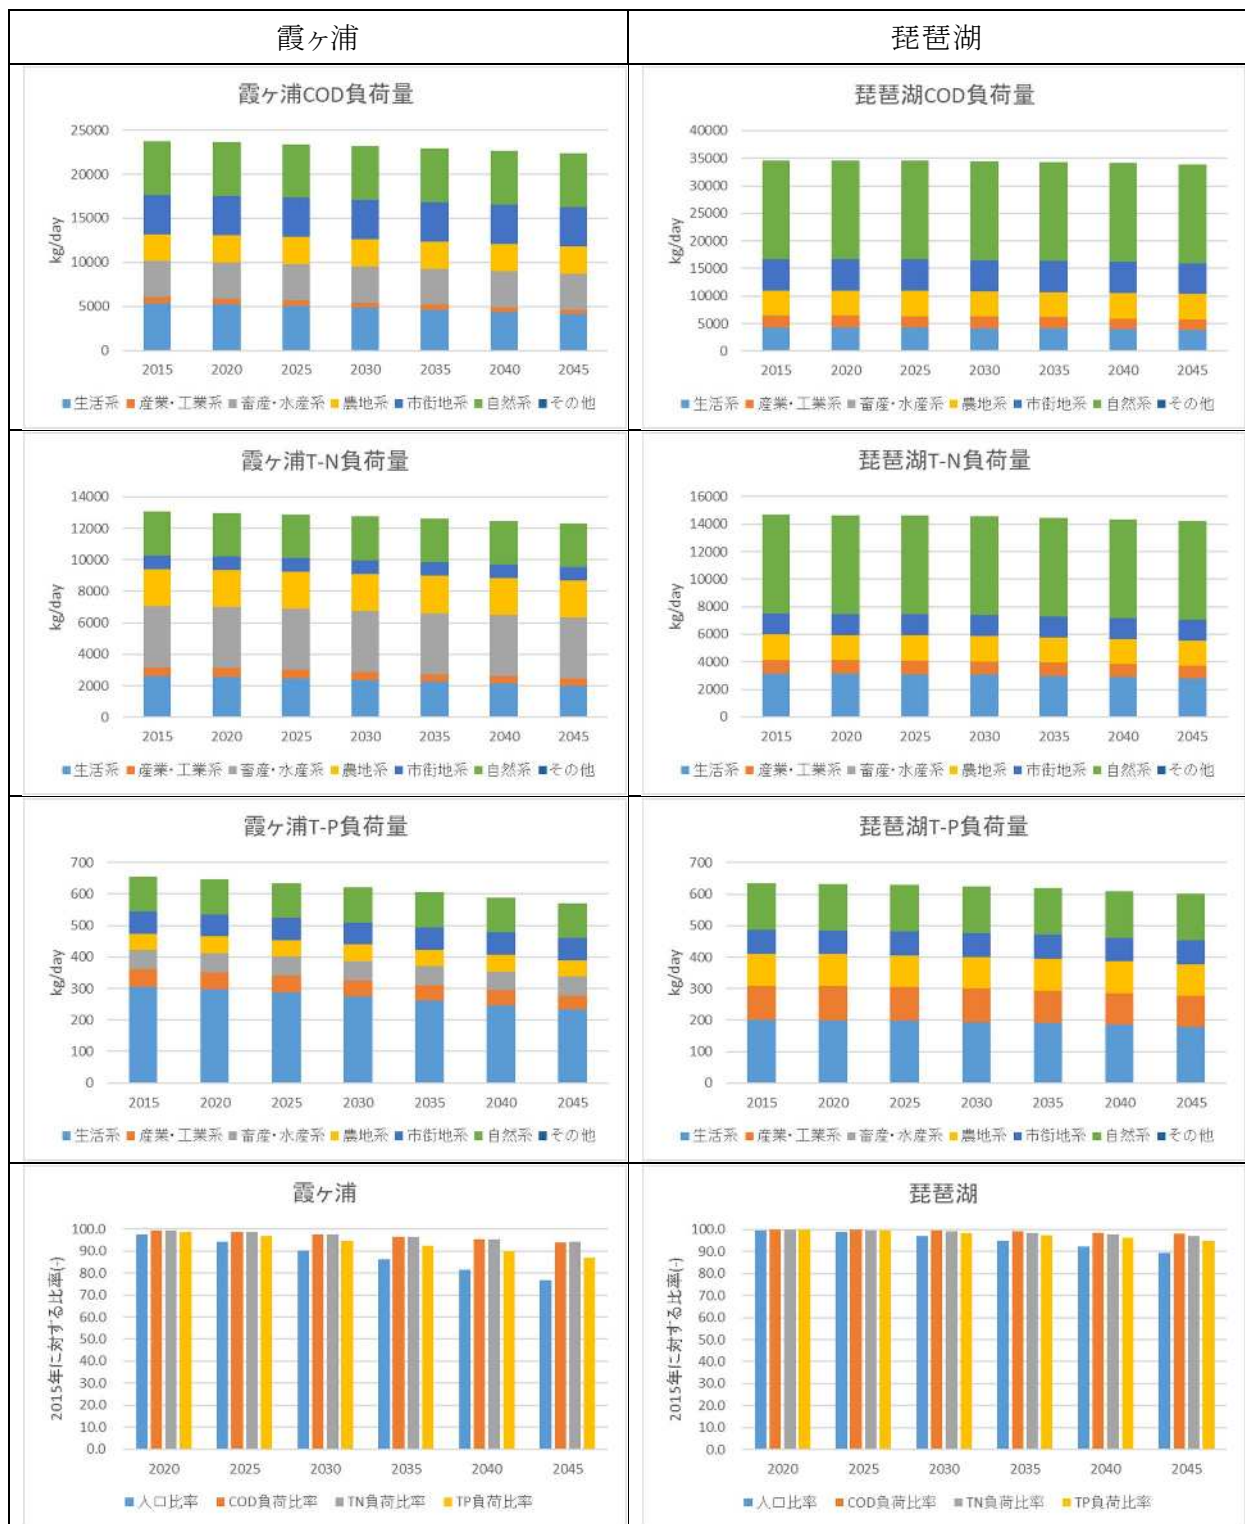 霞ヶ浦
琵琶湖
霞ヶ浦COD負荷量
25000
20000
15000
10000
5000
0
kg/day
2015 2020 2025 2030 2035 2040 2045
生活系 産業・工業系 畜産・水産系 農地系 市街地系 自然系 その他
琵琶湖COD負荷量
40000
35000
30000
25000
20000
15000
10000
5000
0
kg/day
2015 2020 2025 2030 2035 2040 2045
生活系 産業・工業系 畜産・水産系 農地系 市街地系 自然系 その他
霞ヶ浦T-N負荷量
14000
12000
10000
8000
6000
4000
2000
0
kg/day
2015 2020 2025 2030 2035 2040 2045
生活系 産業・工業系 畜産・水産系 農地系 市街地系 自然系 その他
琵琶湖T-N負荷量
16000
14000
12000
10000
8000
6000
4000
2000
0
kg/day
2015 2020 2025 2030 2035 2040 2045
生活系 産業・工業系 畜産・水産系 農地系 市街地系 自然系 その他
霞ヶ浦T-P負荷量
700
600
500
400
300
200
100
0
kg/day
2015 2020 2025 2030 2035 2040 2045
生活系 産業・工業系 畜産・水産系 農地系 市街地系 自然系 その他
琵琶湖T-P負荷量
700
600
500
400
300
200
100
0
kg/day
2015 2020 2025 2030 2035 2040 2045
生活系 産業・工業系 畜産・水産系 農地系 市街地系 自然系 その他
霞ヶ浦
100.0
90.0
80.0
70.0
60.0
50.0
40.0
30.0
20.0
10.0
0.0
2015年に対する比率(-)
2020 2025 2030 2035 2040 2045
人口比率 COD負荷比率 TN負荷比率 TP負荷比率
琵琶湖
100.0
90.0
80.0
70.0
60.0
50.0
40.0
30.0
20.0
10.0
0.0
2015年に対する比率(-)
2020 2025 2030 2035 2040 2045
人口比率 COD負荷比率 TN負荷比率 TP負荷比率